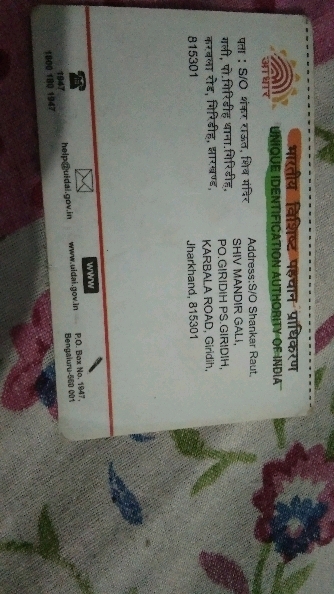 भारतीय विशिष्ट पहचान प्राधिकरण
UNIQUE IDENTIFICATION AUTHORITY OF INDIA
आधार
पता : S/O शंकर राऊत, शिव मंदिर
गली, पो.गिरिडीह थाना.गिरिडीह,
करबला रोड, गिरिडीह, झारखण्ड,
815301
Address:S/O Shankar Raut,
SHIV MANDIR GALI,
PO.GIRIDIH PS.GIRIDIH,
KARBALA ROAD, Giridih,
Jharkhand, 815301
1947
1800 180 1947
help@uidai.gov.in
www
www.uidai.gov.in
P.O. Box No. 1947,
Bengaluru-560 001